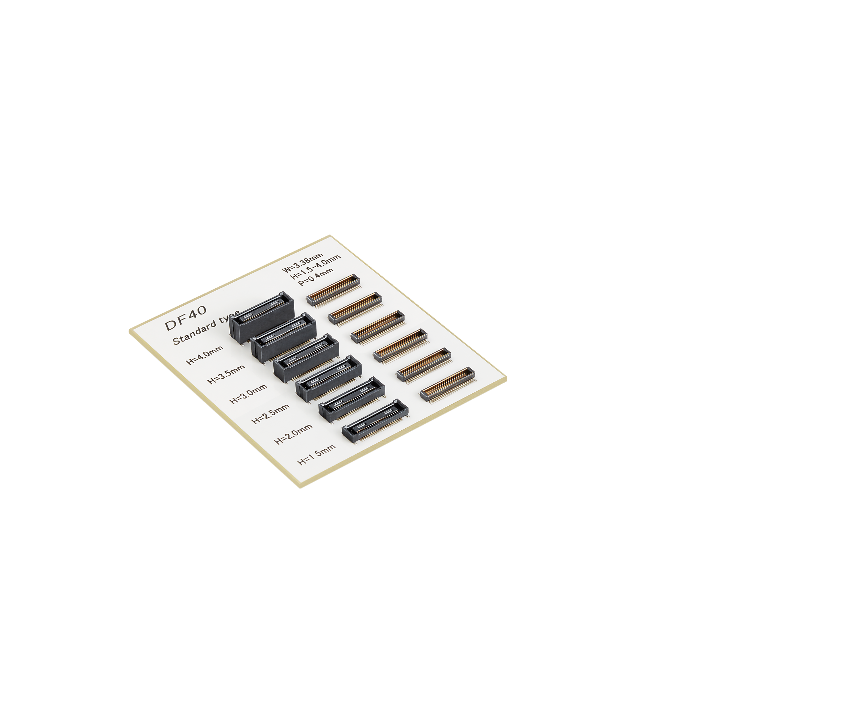 DF40
Standard type
W=3.38mm
H=1.5~4.0mm
P=0.4mm
H=4.0mm
H=3.5mm
H=3.0mm
H=2.5mm
H=2.0mm
H=1.5mm